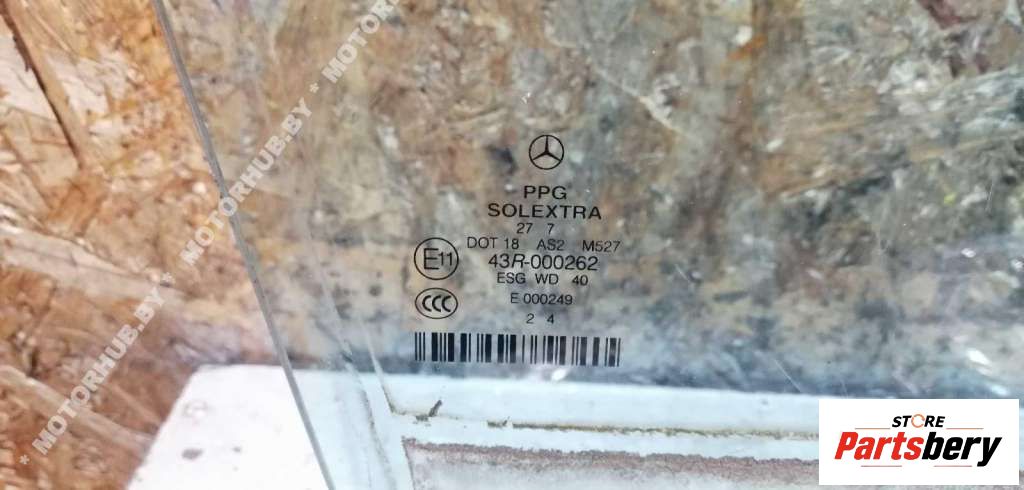 PPG
SOLEXTRA
27 7
DOT 18 AS2 M527
E11
43R-000262
ESG WD 40
CCC
E 000249
2 4
* MOTORHUB.BY * MOTORHUB.BY * MOTOR
STORE
Partsbery